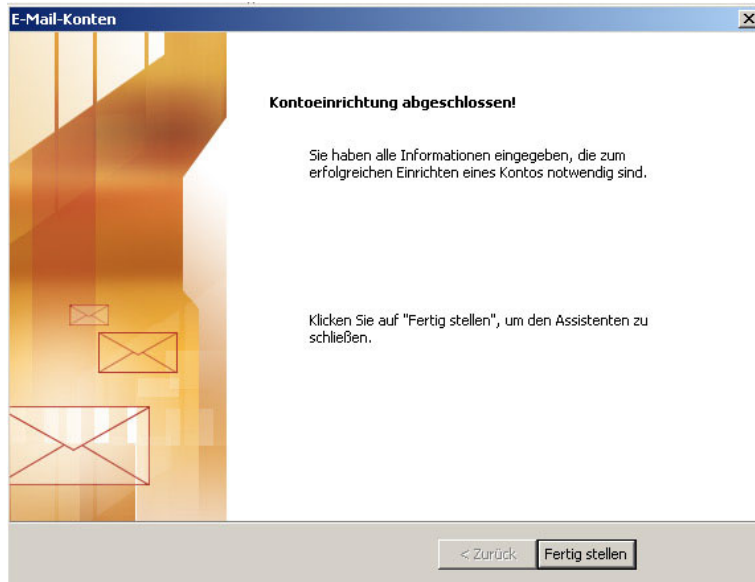 E-Mail-Konten
Kontoeinrichtung abgeschlossen!
Sie haben alle Informationen eingegeben, die zum
erfolgreichen Einrichten eines Kontos notwendig sind.
Klicken Sie auf "Fertig stellen", um den Assistenten zu
schließen.
< Zurück
Fertig stellen